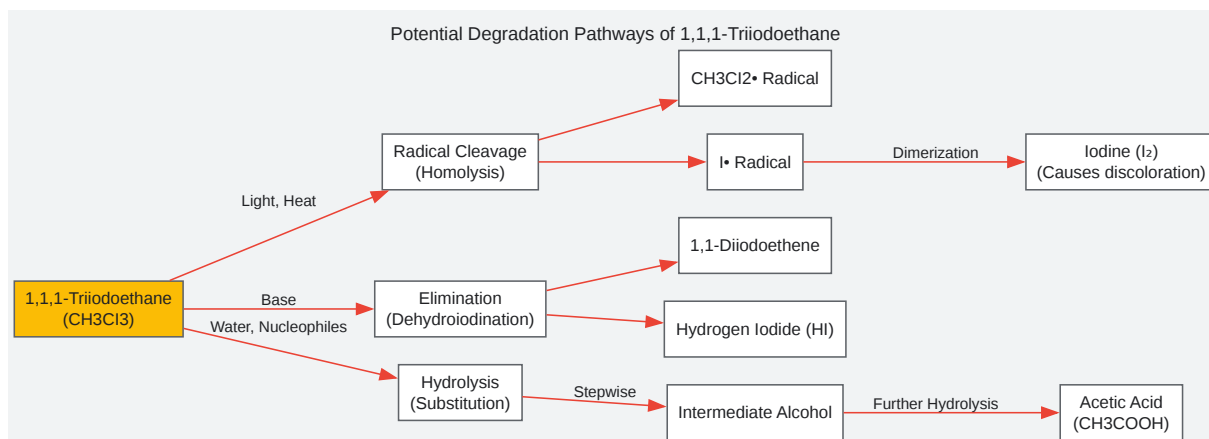 Potential Degradation Pathways of 1,1,1-Triiodoethane
CH3CI2• Radical
Radical Cleavage
(Homolysis)
I• Radical
Dimerization
Iodine (I₂)
(Causes discoloration)
Light, Heat
1,1-Diiodoethene
1,1,1-Triiodoethane
(CH3CI3)
Base
Elimination
(Dehydroiodination)
Water, Nucleophiles
Hydrogen Iodide (HI)
Hydrolysis
(Substitution)
Stepwise
Intermediate Alcohol
Further Hydrolysis
Acetic Acid
(CH3COOH)